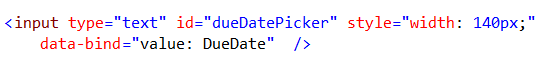 <input type="text" id="dueDatePicker" style="width: 140px;"
data-bind="value: DueDate"  />